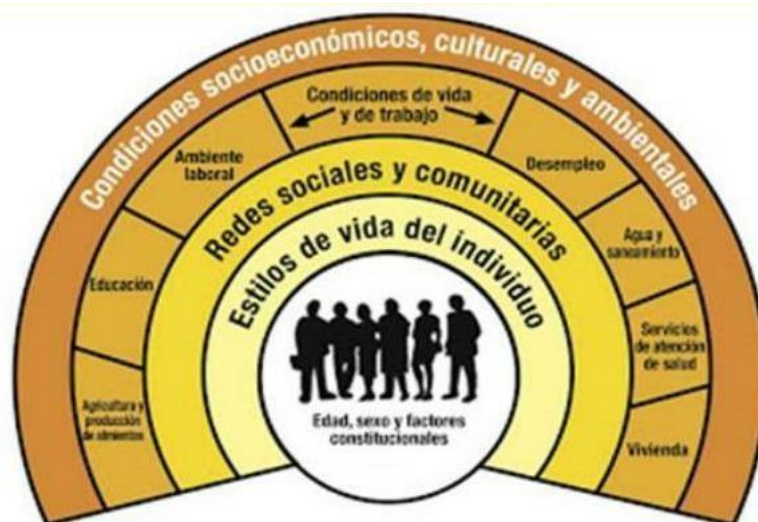 Condiciones socioeconómicos, culturales y ambientales
Condiciones de vida
y de trabajo
Ambiente
laboral
Desempleo
Educación
Agua y
saneamiento
Agricultura y
producción
de alimentos
Servicios
de atención
de salud
Vivienda
Redes sociales y comunitarias
Estilos de vida del individuo
Edad, sexo y factores
constitucionales